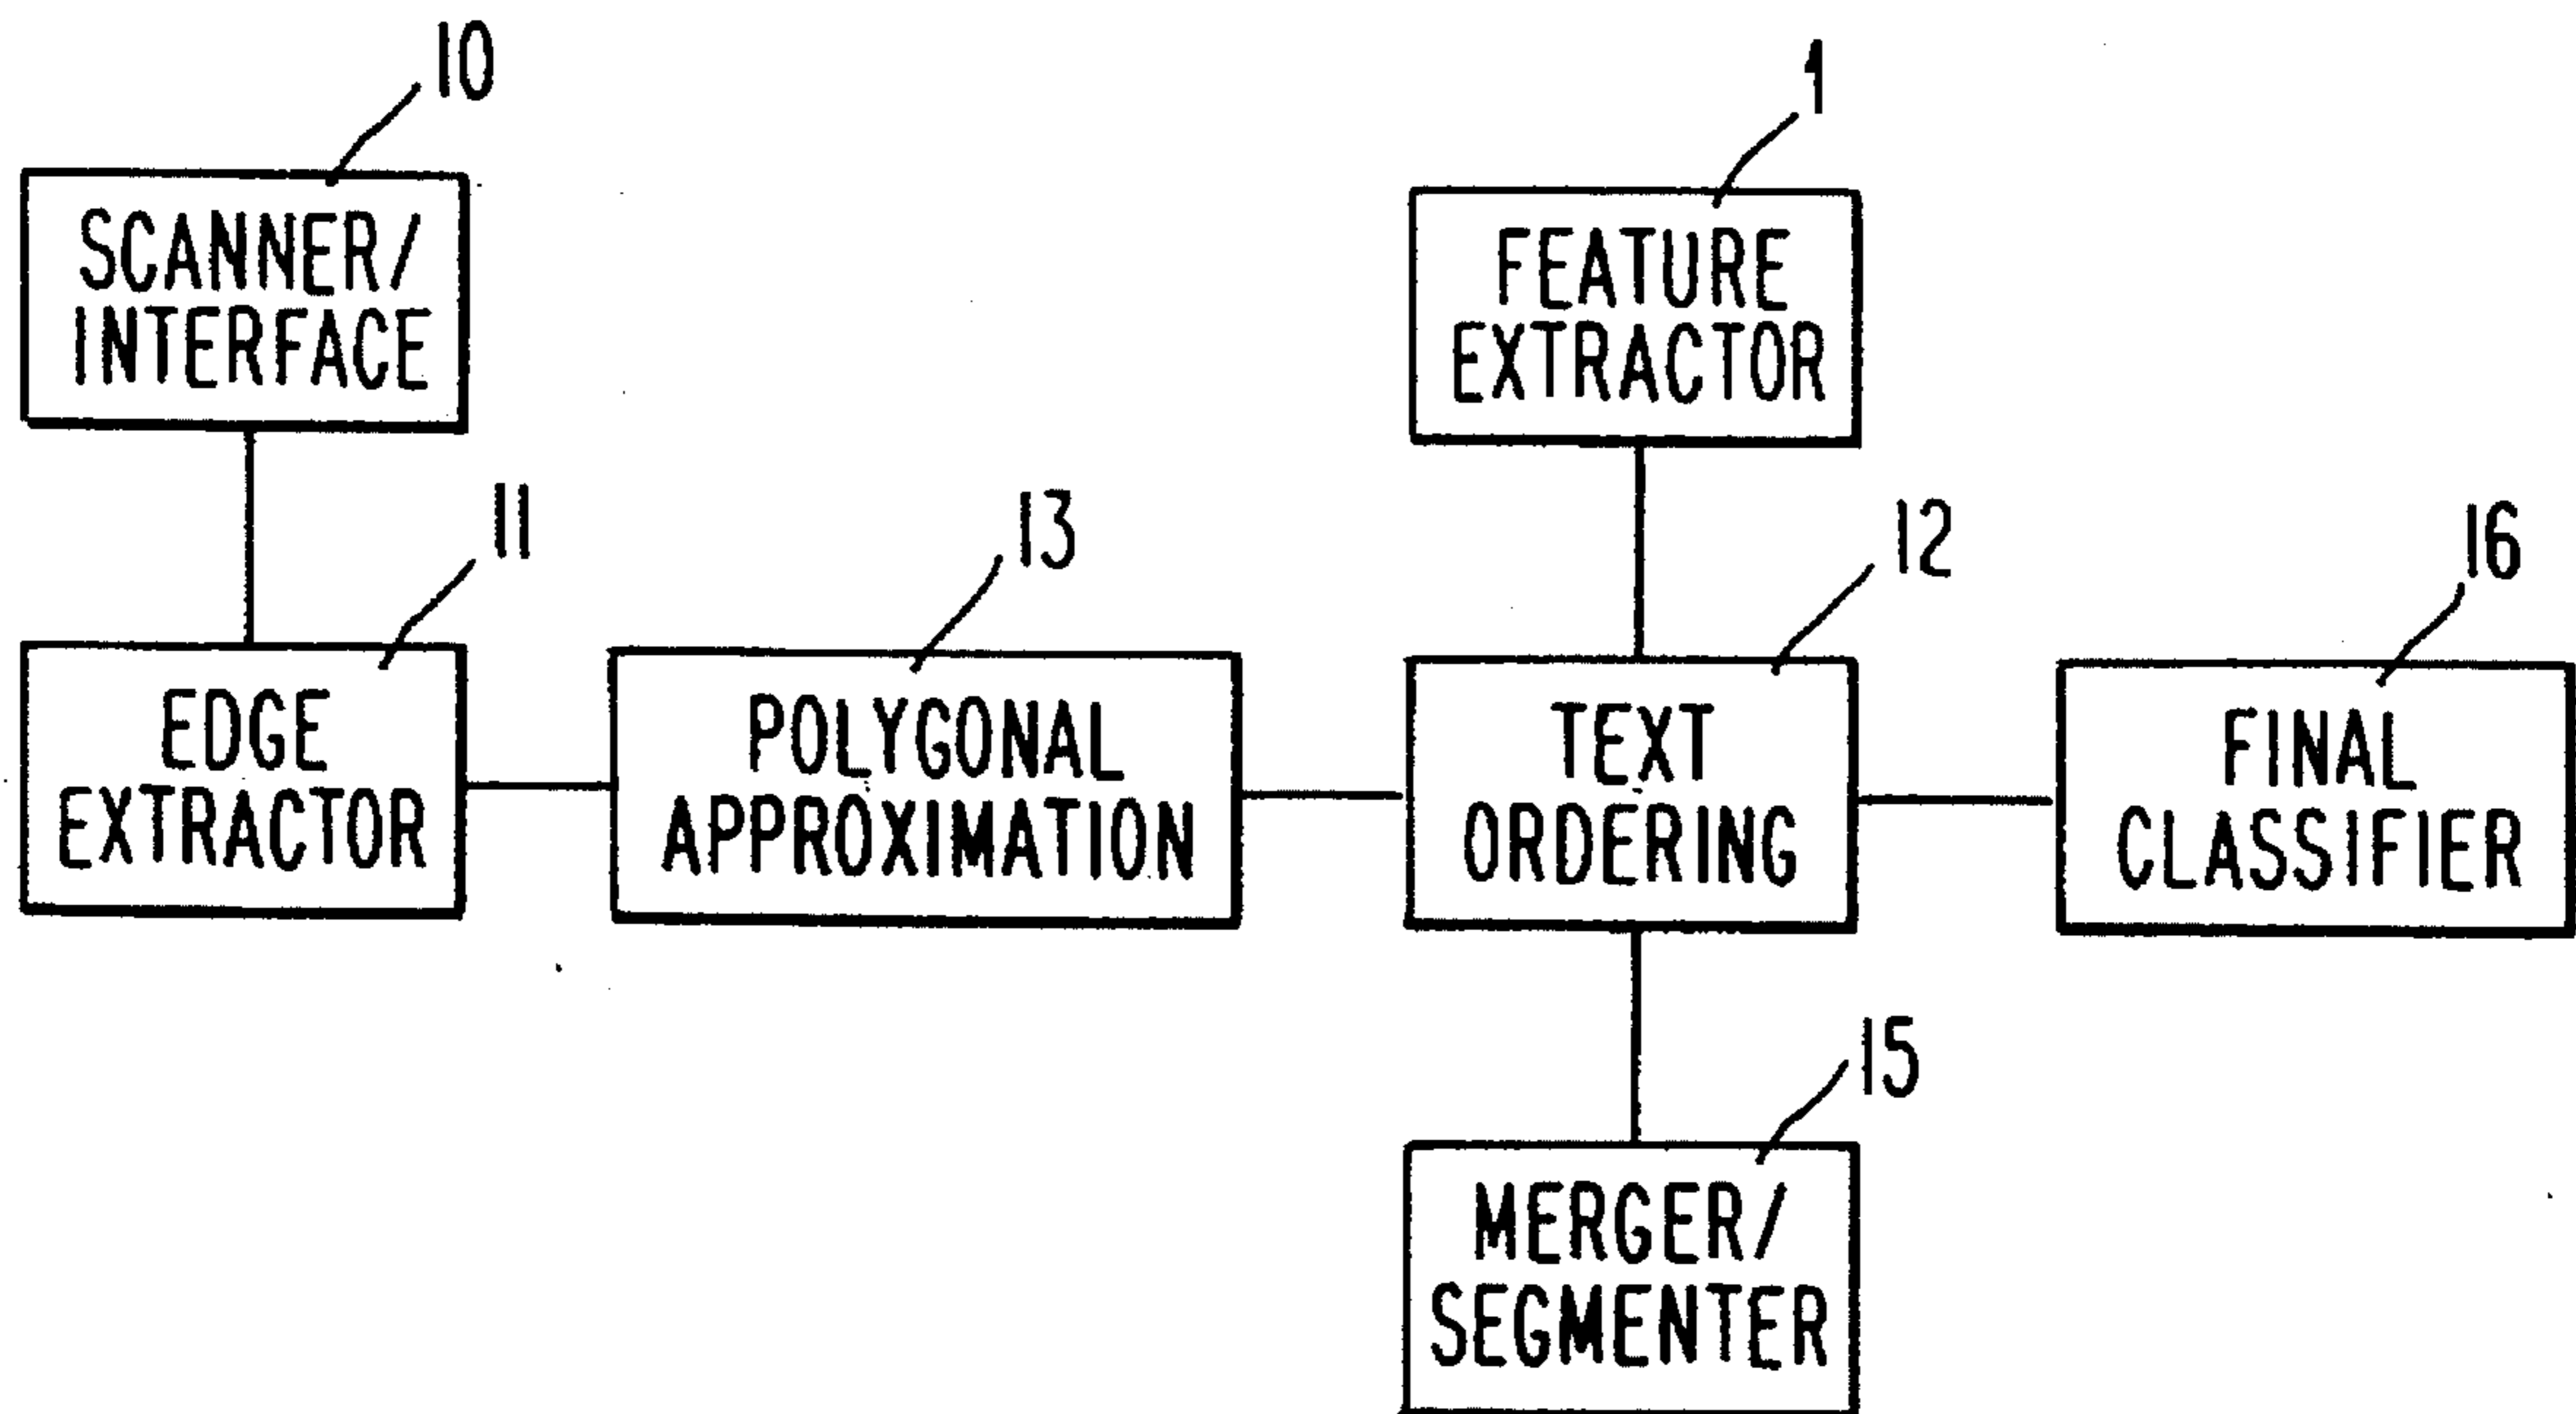 10
SCANNER/
INTERFACE
1
FEATURE
EXTRACTOR
11
EDGE
EXTRACTOR
13
POLYGONAL
APPROXIMATION
12
TEXT
ORDERING
16
FINAL
CLASSIFIER
15
MERGER/
SEGMENTER